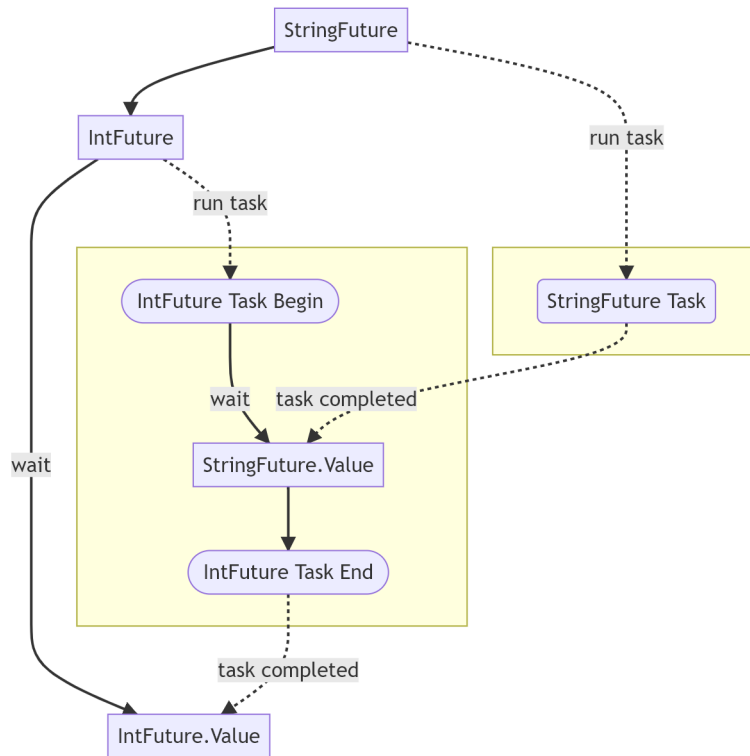 StringFuture
IntFuture
run task
run task
IntFuture Task Begin
StringFuture Task
wait
task completed
wait
StringFuture.Value
IntFuture Task End
task completed
IntFuture.Value